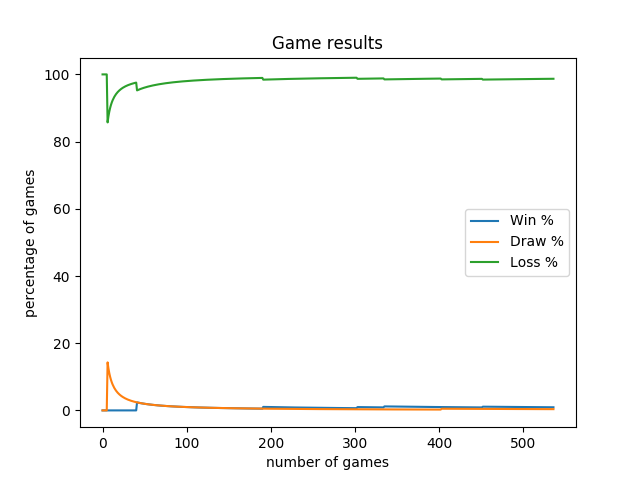 Game results
percentage of games
100
80
60
40
20
0
Win %
Draw %
Loss %
0 100 200 300 400 500
number of games